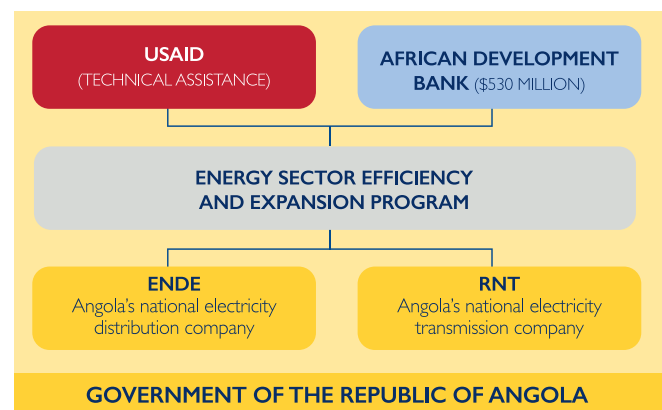 USAID
(TECHNICAL ASSISTANCE)
AFRICAN DEVELOPMENT
BANK ($530 MILLION)
ENERGY SECTOR EFFICIENCY
AND EXPANSION PROGRAM
ENDE
Angola's national electricity
distribution company
RNT
Angola's national electricity
transmission company
GOVERNMENT OF THE REPUBLIC OF ANGOLA